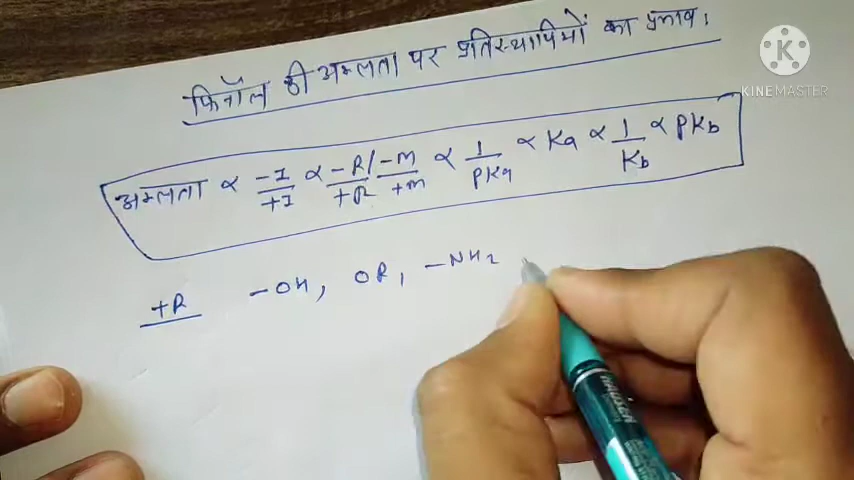 फिनॉल की अम्लता पर प्रतिस्थापियों का प्रभाव।
KINEMASTER
अम्लता ∝ -I/+I ∝ -R/+R / -M/+m ∝ 1/PKa ∝ Ka ∝ 1/Kb ∝ PKb
+R -OH, OR, -NH₂